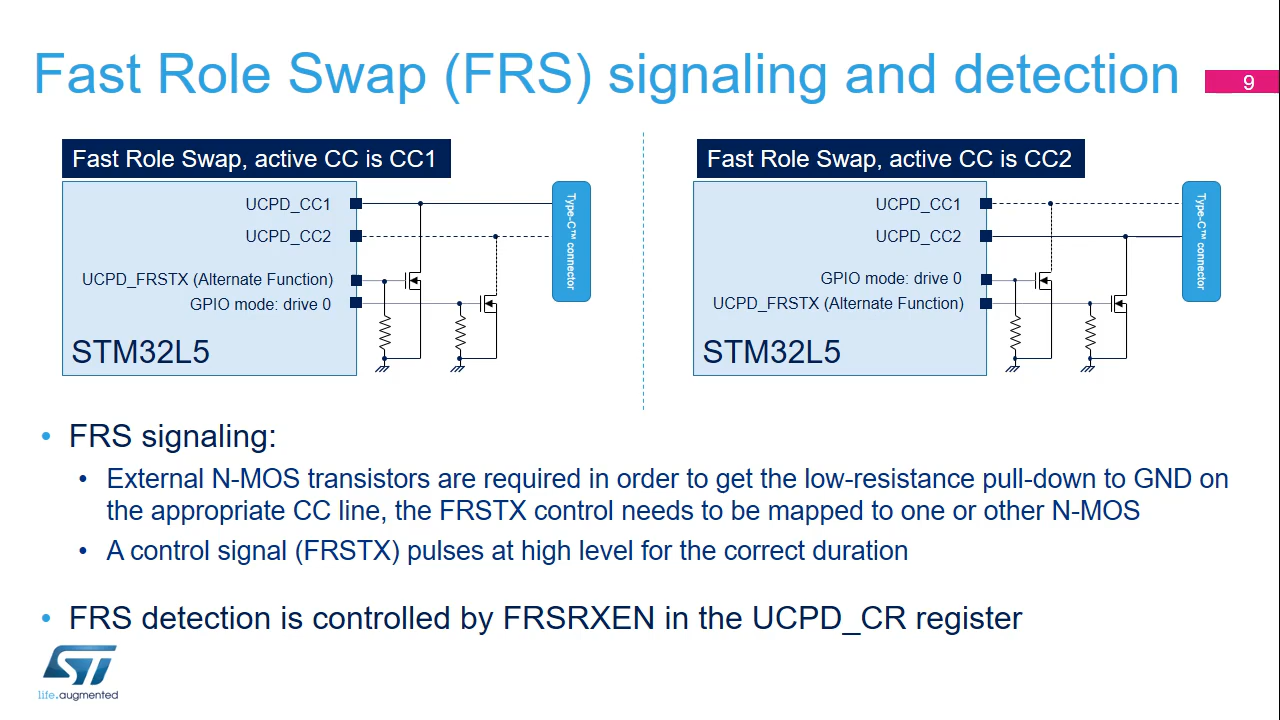 Fast Role Swap (FRS) signaling and detection
9
Fast Role Swap, active CC is CC1
UCPD_CC1
UCPD_CC2
UCPD_FRSTX (Alternate Function)
GPIO mode: drive 0
STM32L5
Type-C™ connector
Fast Role Swap, active CC is CC2
UCPD_CC1
UCPD_CC2
GPIO mode: drive 0
UCPD_FRSTX (Alternate Function)
STM32L5
Type-C™ connector
• FRS signaling:
• External N-MOS transistors are required in order to get the low-resistance pull-down to GND on
the appropriate CC line, the FRSTX control needs to be mapped to one or other N-MOS
• A control signal (FRSTX) pulses at high level for the correct duration
• FRS detection is controlled by FRSRXEN in the UCPD_CR register
ST
life.augmented